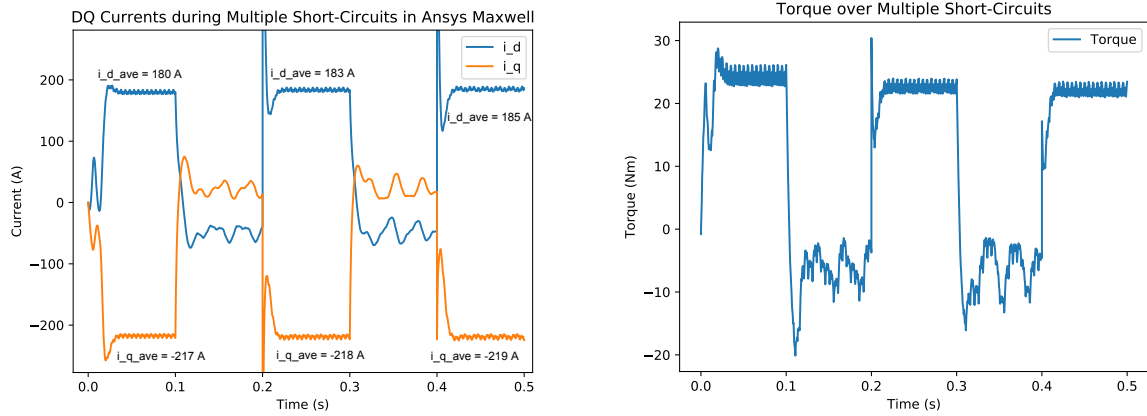 DQ Currents during Multiple Short-Circuits in Ansys Maxwell
i_d
i_q
i_d_ave = 180 A
i_d_ave = 183 A
i_d_ave = 185 A
i_q_ave = -217 A
i_q_ave = -218 A
i_q_ave = -219 A
Current (A)
200
100
0
−100
−200
0.0
0.1
0.2
0.3
0.4
0.5
Time (s)
Torque over Multiple Short-Circuits
Torque
Torque (Nm)
30
20
10
0
−10
−20
0.0
0.1
0.2
0.3
0.4
0.5
Time (s)